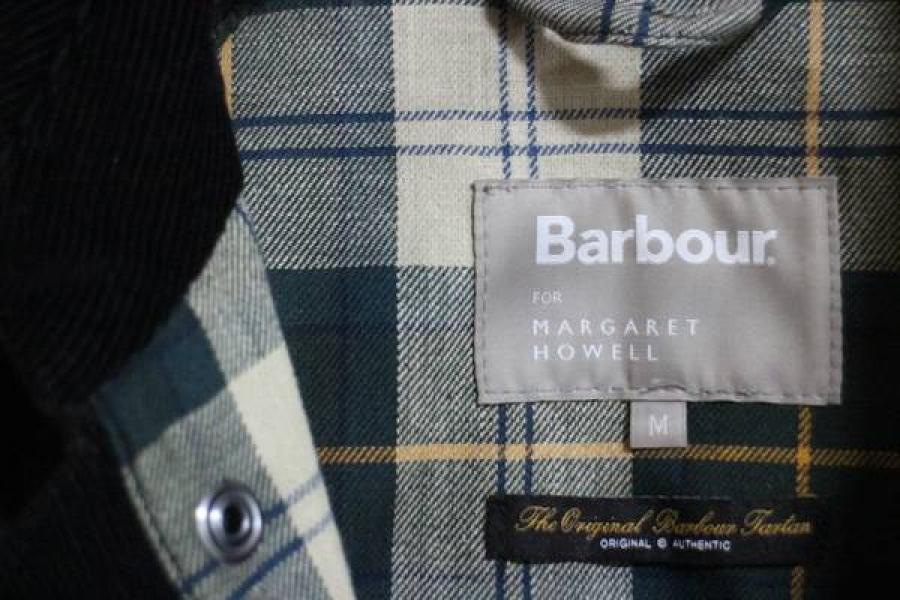 Barbour.
FOR
MARGARET
HOWELL
M
The Original Barbour Tartan
ORIGINAL © AUTHENTIC